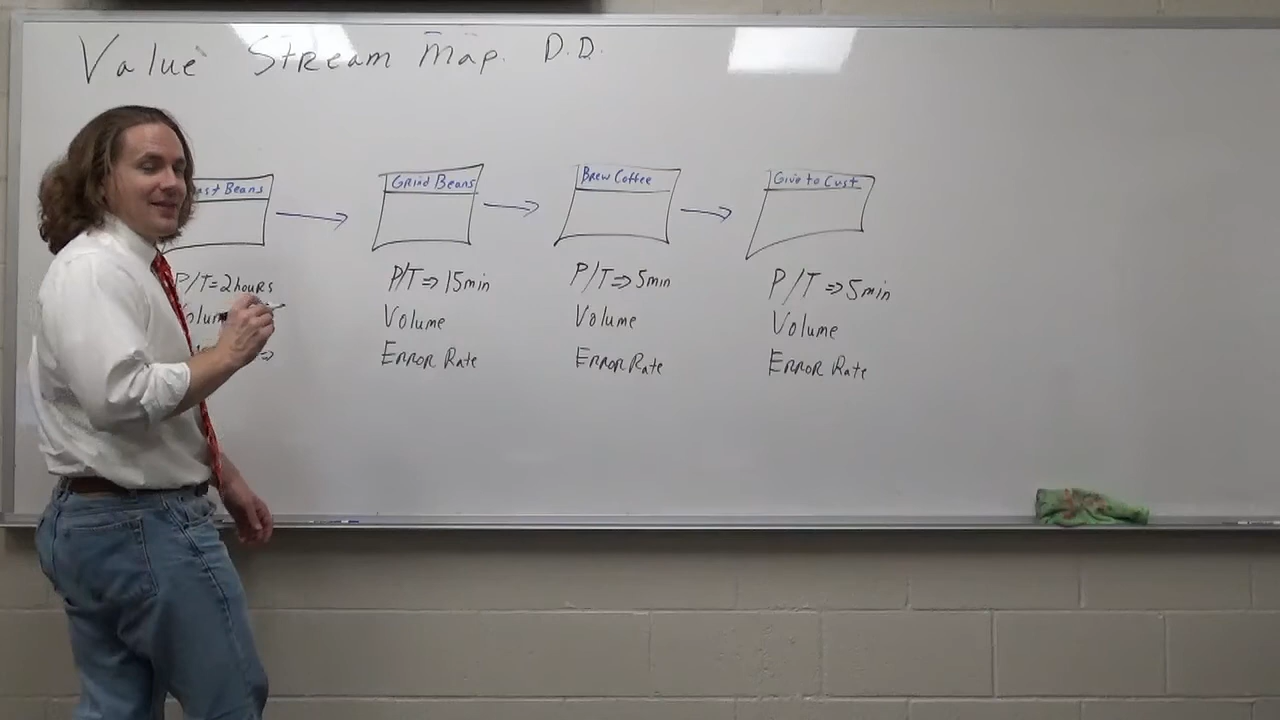 Value Stream Map. D.D.
Beans
Grind Beans
Brew Coffee
Give to Cust
P/T=2hours
P/T⇒15min
Volume
Error Rate
P/T⇒5min
Volume
Error Rate
P/T⇒5min
Volume
Error Rate